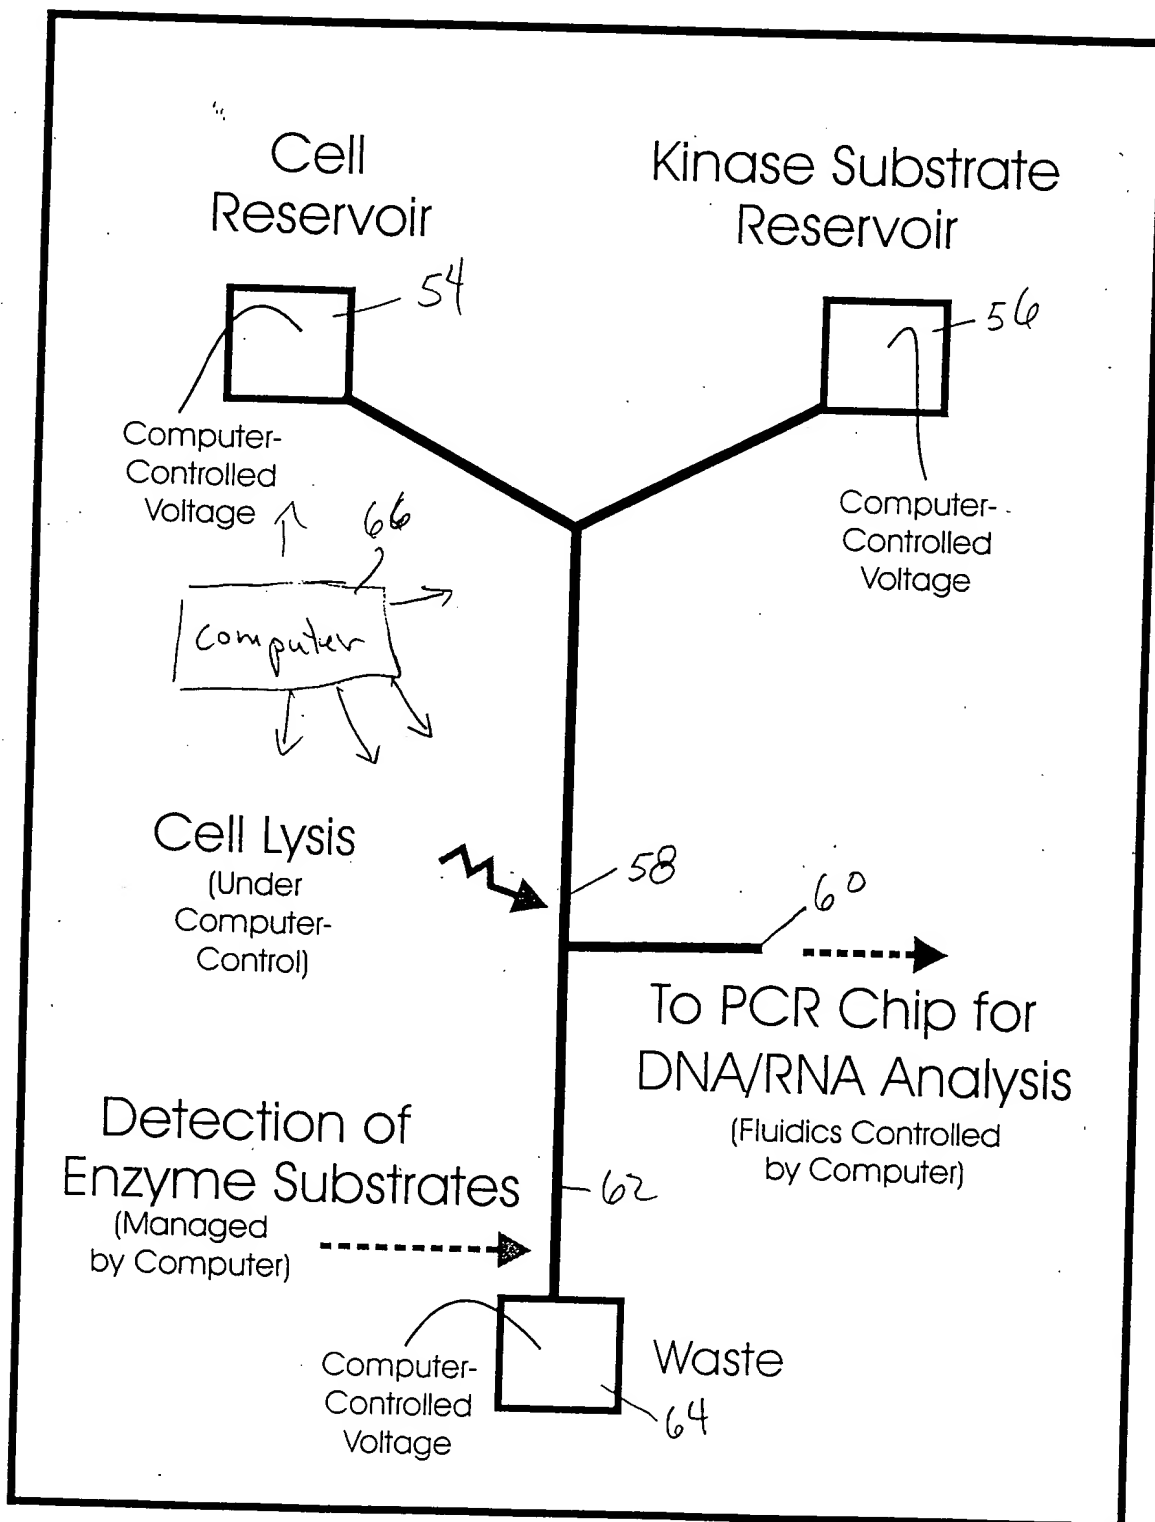 Cell
Reservoir
Kinase Substrate
Reservoir
54
56
Computer-
Controlled
Voltage
Computer-
Controlled
Voltage
66
Computer
Cell Lysis
(Under
Computer-
Control)
58
60
To PCR Chip for
DNA/RNA Analysis
(Fluidics Controlled
by Computer)
Detection of
Enzyme Substrates
(Managed
by Computer)
62
Computer-
Controlled
Voltage
Waste
64